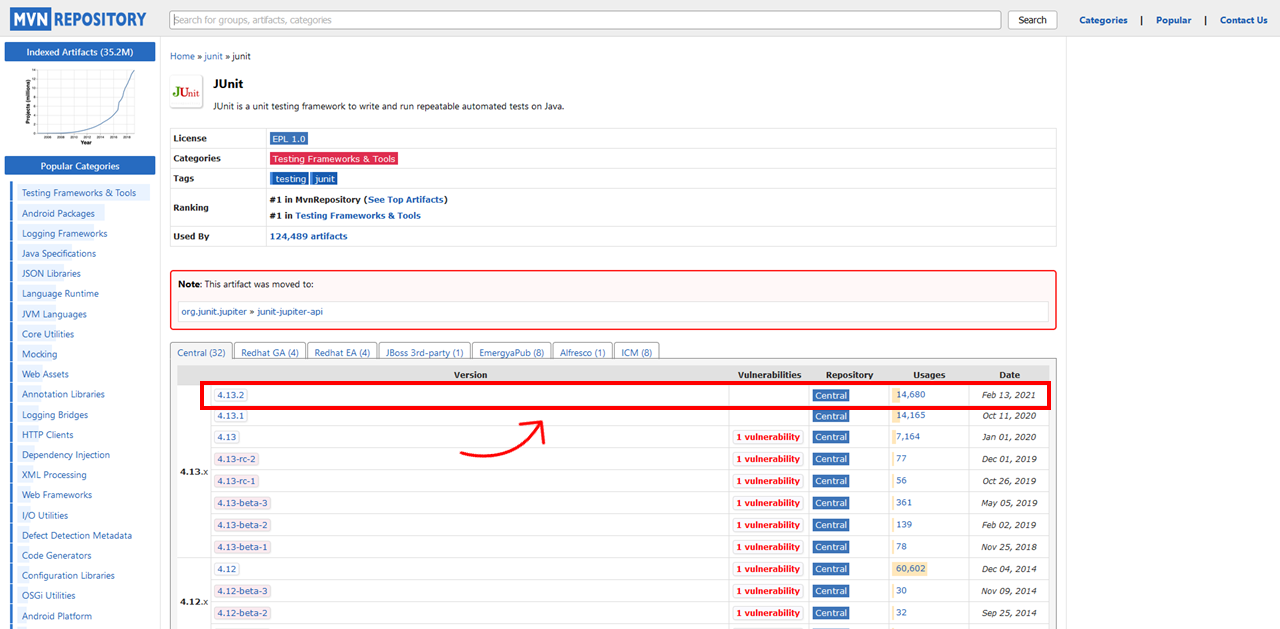 MVN REPOSITORY
Search for groups, artifacts, categories
Search
Categories | Popular | Contact Us
Indexed Artifacts (35.2M)
Projects (millions)
Year
Popular Categories
Testing Frameworks & Tools
Android Packages
Logging Frameworks
Java Specifications
JSON Libraries
Language Runtime
JVM Languages
Core Utilities
Mocking
Web Assets
Annotation Libraries
Logging Bridges
HTTP Clients
Dependency Injection
XML Processing
Web Frameworks
I/O Utilities
Defect Detection Metadata
Code Generators
Configuration Libraries
OSGi Utilities
Android Platform
Home » junit » junit
JUnit
JUnit
JUnit is a unit testing framework to write and run repeatable automated tests on Java.
License EPL 1.0
Categories Testing Frameworks & Tools
Tags testing junit
Ranking #1 in MvnRepository (See Top Artifacts)
#1 in Testing Frameworks & Tools
Used By 124,489 artifacts
Note: This artifact was moved to:
org.junit.jupiter » junit-jupiter-api
Central (32) Redhat GA (4) Redhat EA (4) JBoss 3rd-party (1) EmergyaPub (8) Alfresco (1) ICM (8)
Version Vulnerabilities Repository Usages Date
4.13.2 Central 14,680 Feb 13, 2021
4.13.1 Central 14,165 Oct 11, 2020
4.13 1 vulnerability Central 7,164 Jan 01, 2020
4.13-rc-2 1 vulnerability Central 77 Dec 01, 2019
4.13.x
4.13-rc-1 1 vulnerability Central 56 Oct 26, 2019
4.13-beta-3 1 vulnerability Central 361 May 05, 2019
4.13-beta-2 1 vulnerability Central 139 Feb 02, 2019
4.13-beta-1 1 vulnerability Central 78 Nov 25, 2018
4.12 1 vulnerability Central 60,602 Dec 04, 2014
4.12-beta-3 1 vulnerability Central 30 Nov 09, 2014
4.12.x
4.12-beta-2 1 vulnerability Central 32 Sep 25, 2014